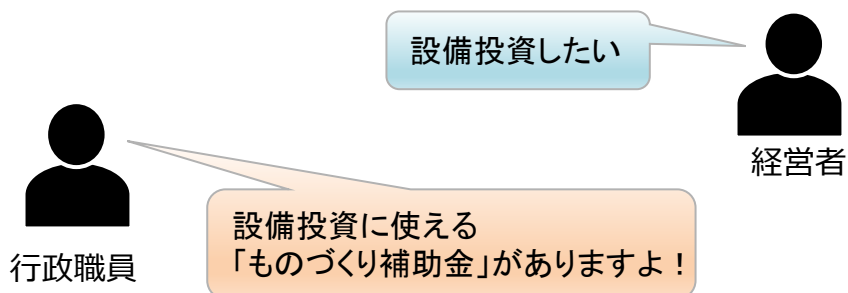 設備投資したい
経営者
設備投資に使える
「ものづくり補助金」がありますよ！
行政職員